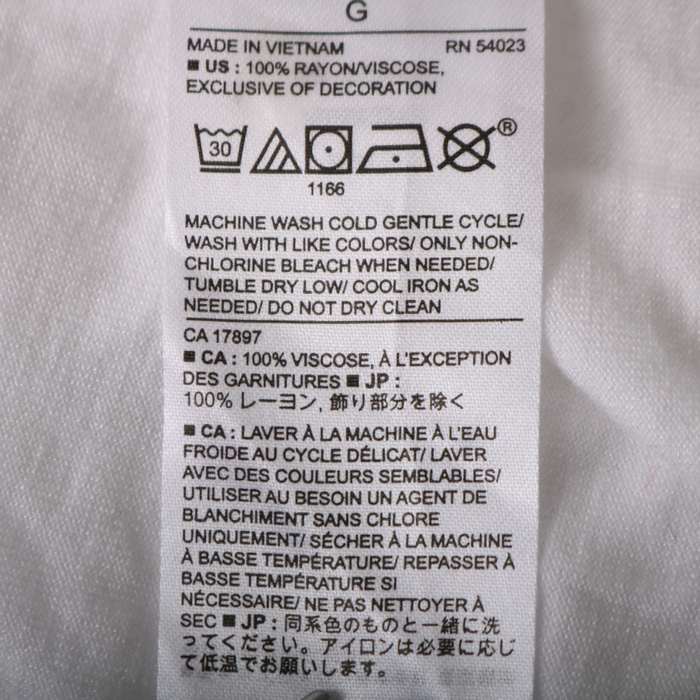 G
MADE IN VIETNAM RN 54023
■ US : 100% RAYON/VISCOSE,
EXCLUSIVE OF DECORATION
30 ®
1166
MACHINE WASH COLD GENTLE CYCLE/
WASH WITH LIKE COLORS/ ONLY NON-
CHLORINE BLEACH WHEN NEEDED/
TUMBLE DRY LOW/ COOL IRON AS
NEEDED/ DO NOT DRY CLEAN
CA 17897
■ CA : 100% VISCOSE, À L'EXCEPTION
DES GARNITURES ■ JP :
100% レーヨン, 飾り部分を除く
■ CA : LAVER À LA MACHINE À L'EAU
FROIDE AU CYCLE DÉLICAT/ LAVER
AVEC DES COULEURS SEMBLABLES/
UTILISER AU BESOIN UN AGENT DE
BLANCHIMENT SANS CHLORE
UNIQUEMENT/ SÉCHER À LA MACHINE
À BASSE TEMPÉRATURE/ REPASSER À
BASSE TEMPÉRATURE SI
NÉCESSAIRE/ NE PAS NETTOYER À
SEC ■ JP : 同系色のものと一緒に洗
ってください。アイロンは必要に応じ
て低温でお願いします。